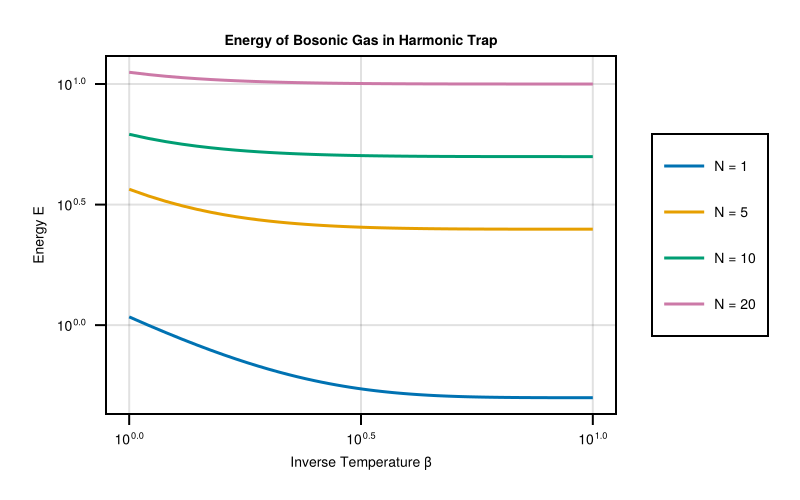 Energy of Bosonic Gas in Harmonic Trap
10^1.0
10^0.5
10^0.0
Energy E
10^0.0 10^0.5 10^1.0
Inverse Temperature β
N = 1
N = 5
N = 10
N = 20